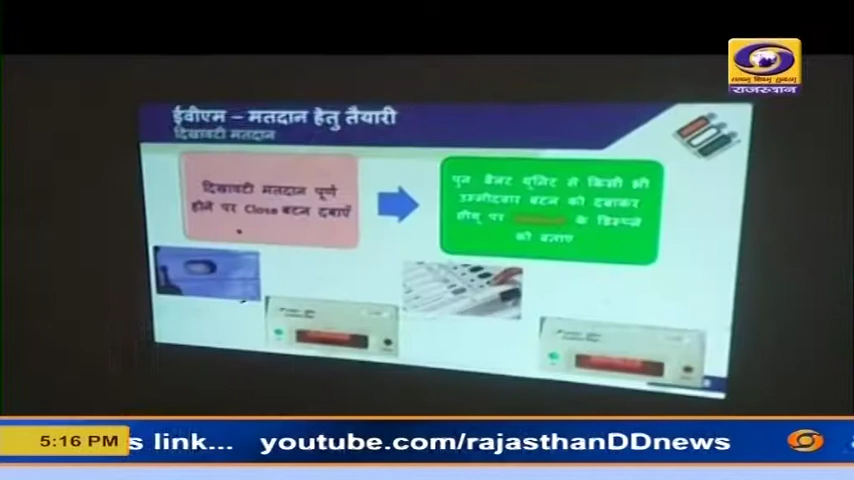 राजस्थान
ईवीएम – मतदान हेतु तैयारी
दिखावटी मतदान
दिखावटी मतदान पूर्ण
होने पर Close बटन दबाएँ
पुन बैलट यूनिट से किसी भी
उम्मीदवार बटन को दबाकर
सीयू पर के डिस्प्ले
को बताए
5:16 PM
s link... youtube.com/rajasthanDDnews